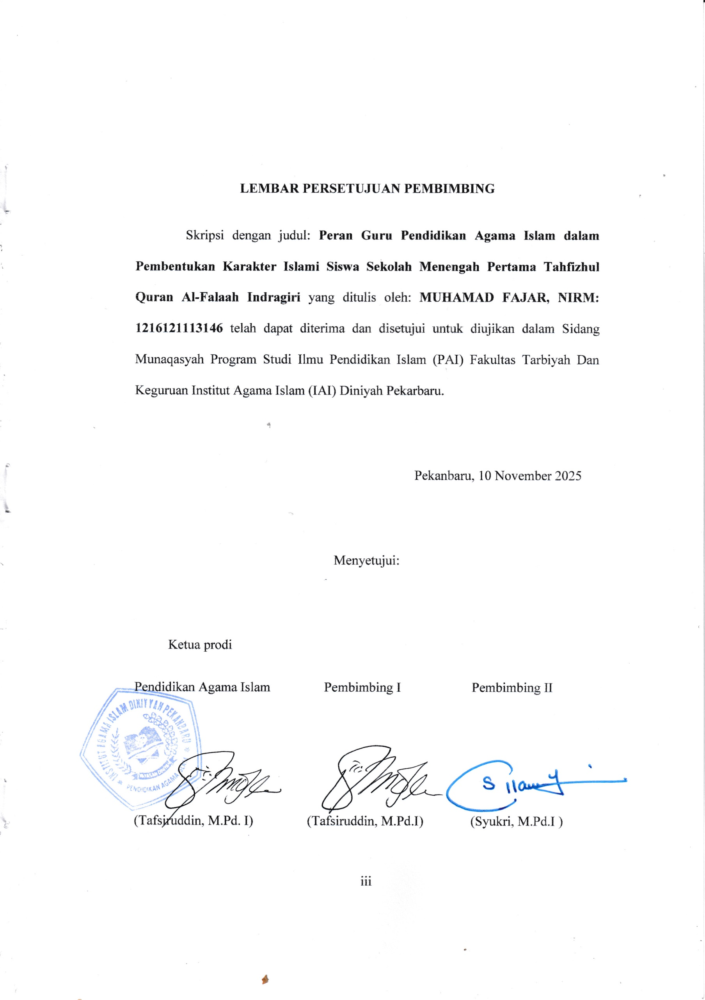 LEMBAR PERSETUJUAN PEMBIMBING
Skripsi dengan judul: Peran Guru Pendidikan Agama Islam dalam
Pembentukan Karakter Islami Siswa Sekolah Menengah Pertama Tahfizhul
Quran Al-Falaah Indragiri yang ditulis oleh: MUHAMAD FAJAR, NIRM:
1216121113146 telah dapat diterima dan disetujui untuk diujikan dalam Sidang
Munaqasyah Program Studi Ilmu Pendidikan Islam (PAI) Fakultas Tarbiyah Dan
Keguruan Institut Agama Islam (IAI) Diniyah Pekarbaru.
Pekanbaru, 10 November 2025
Menyetujui:
Ketua prodi
Pendidikan Agama Islam Pembimbing I Pembimbing II
INSTITUT AGAMA ISLAM DINIYYAH PEKANBARU
PENDIDIKAN AGAMA
(Tafsiruddin, M.Pd. I) (Tafsiruddin, M.Pd.I) (Syukri, M.Pd.I )
iii